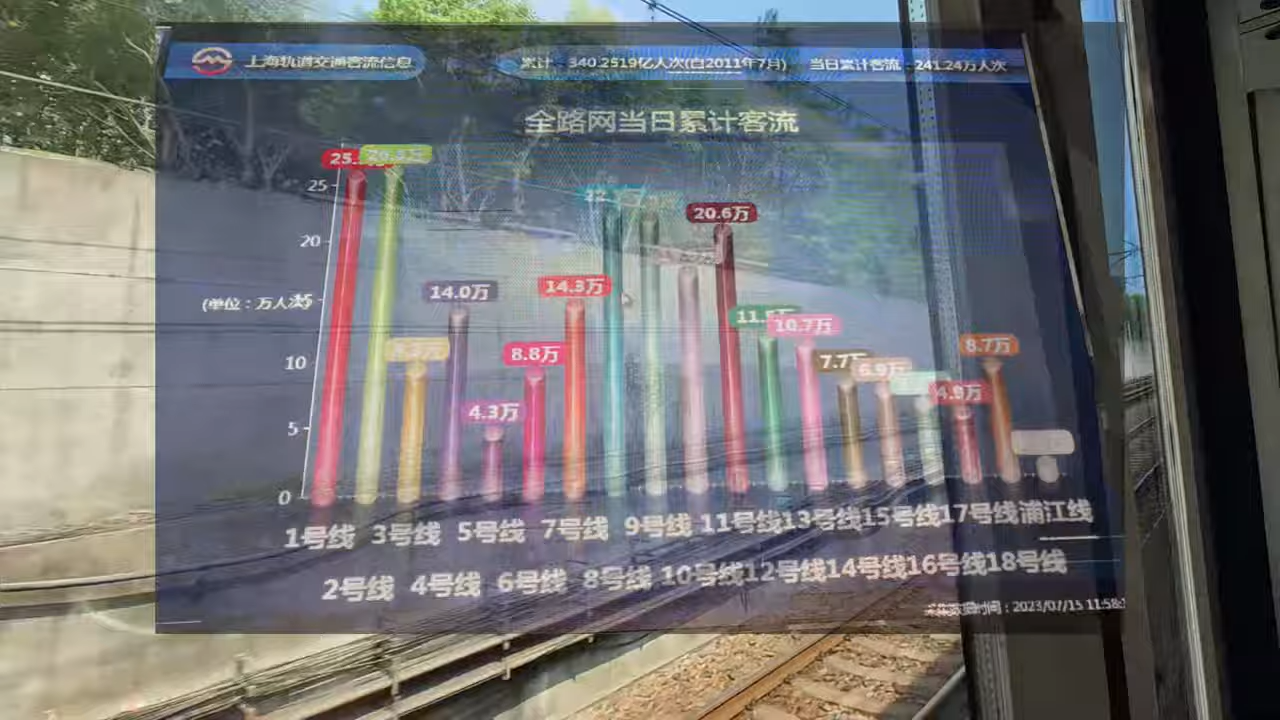 上海轨道交通客流信息
累计：340.2519亿人次(自2011年7月)
当日累计客流：241.24万人次
全路网当日累计客流
(单位：万人次)
25
20
15
10
5
0
14.0万
4.3万
8.8万
14.3万
20.6万
10.7万
7.7万
6.9万
4.9万
8.7万
1号线 3号线 5号线 7号线 9号线 11号线 13号线 15号线 17号线 浦江线
2号线 4号线 6号线 8号线 10号线 12号线 14号线 16号线 18号线
2023/07/15 11:58